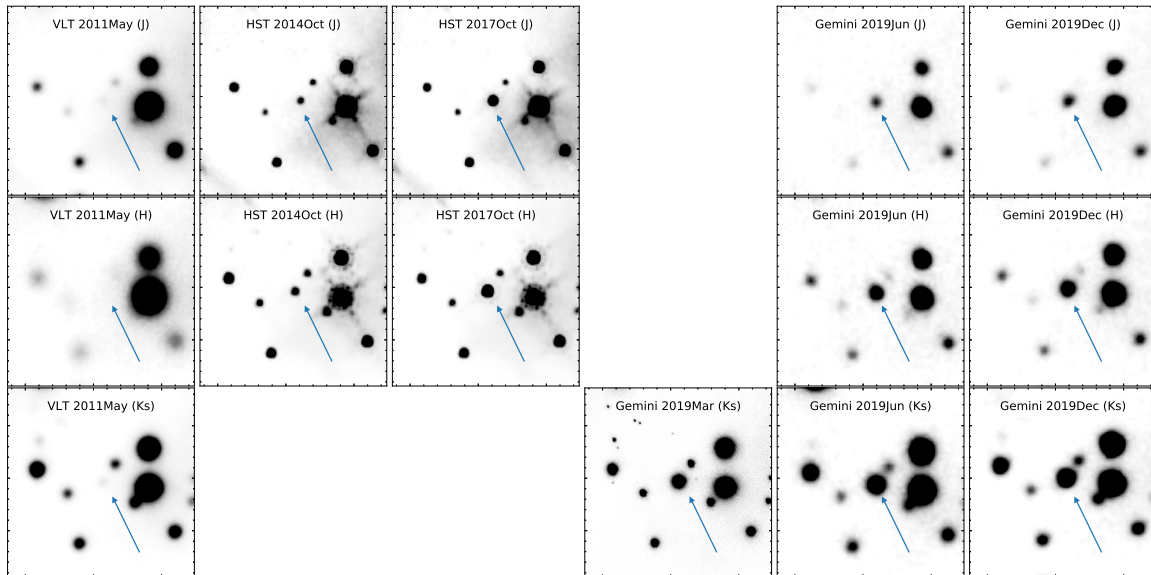 VLT 2011May (J)
HST 2014Oct (J)
HST 2017Oct (J)
Gemini 2019Jun (J)
Gemini 2019Dec (J)
VLT 2011May (H)
HST 2014Oct (H)
HST 2017Oct (H)
Gemini 2019Jun (H)
Gemini 2019Dec (H)
VLT 2011May (Ks)
Gemini 2019Mar (Ks)
Gemini 2019Jun (Ks)
Gemini 2019Dec (Ks)